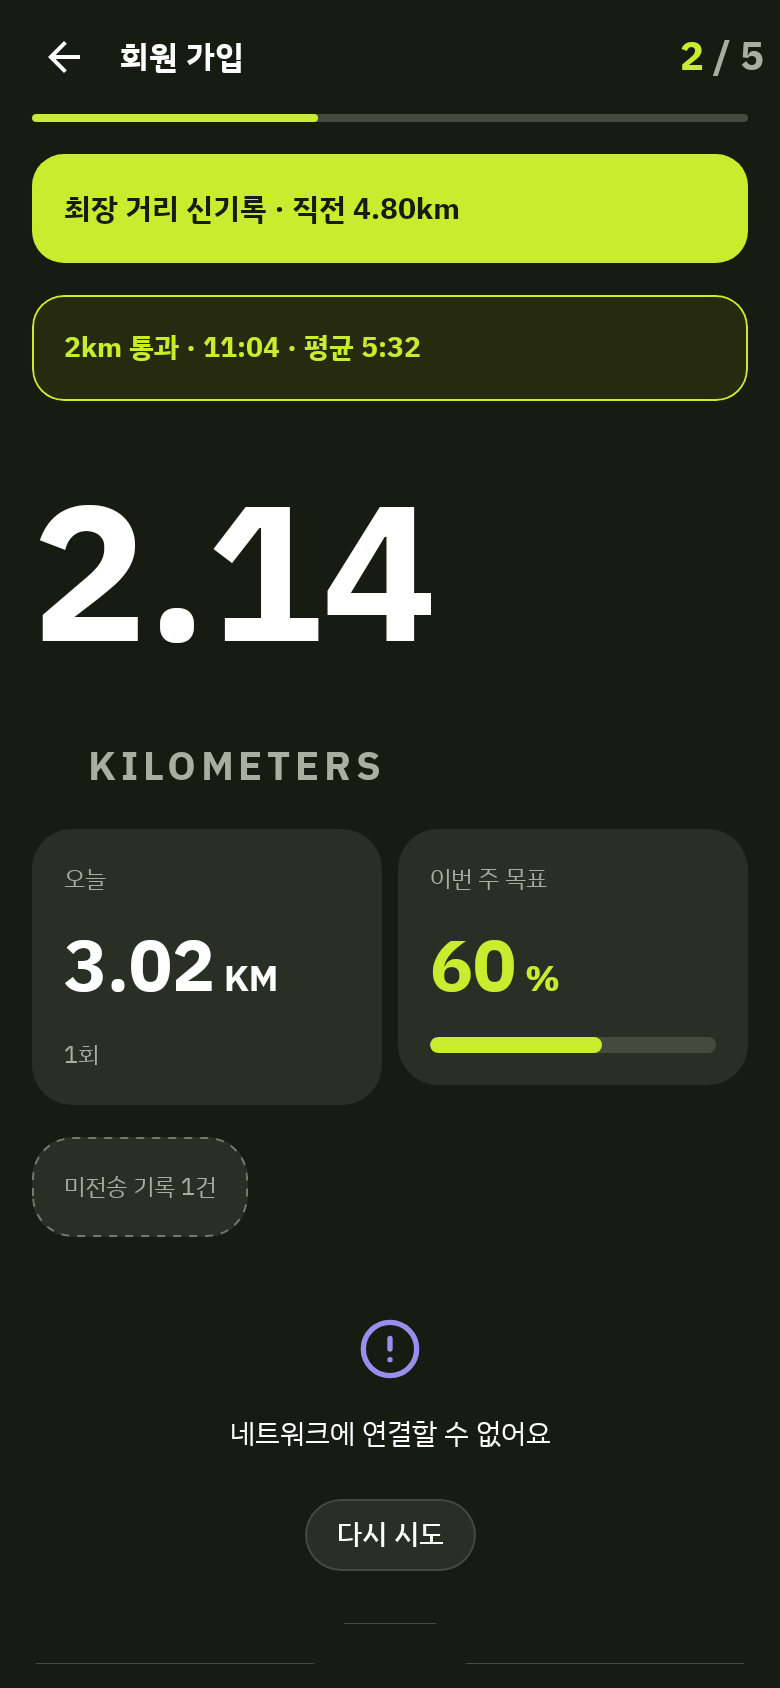 회원 가입
2 / 5
최장 거리 신기록 · 직전 4.80km
2km 통과 · 11:04 · 평균 5:32
2.14
KILOMETERS
오늘
3.02 KM
1회
이번 주 목표
60 %
미전송 기록 1건
네트워크에 연결할 수 없어요
다시 시도